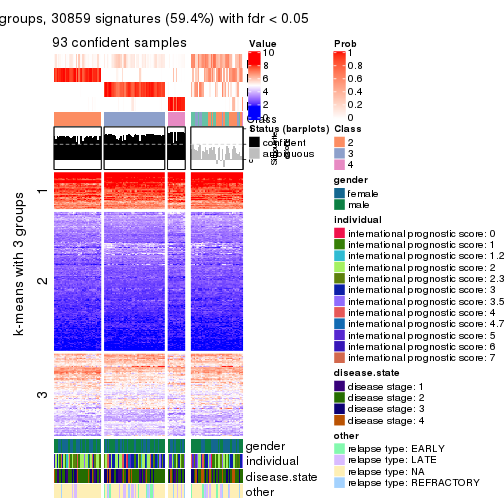 groups, 30859 signatures (59.4%) with fdr < 0.05
93 confident samples
k-means with 3 groups
1
2
3
Value
10
8
6
4
2
0
Prob
1
0.8
0.6
0.4
0.2
0
Status (barplots)
confident
ambiguous
Class
2
3
4
gender
female
male
individual
international prognostic score: 0
international prognostic score: 1
international prognostic score: 1.2
international prognostic score: 2
international prognostic score: 2.3
international prognostic score: 3
international prognostic score: 3.5
international prognostic score: 4
international prognostic score: 4.7
international prognostic score: 5
international prognostic score: 6
international prognostic score: 7
disease.state
disease stage: 1
disease stage: 2
disease stage: 3
disease stage: 4
other
relapse type: EARLY
relapse type: LATE
relapse type: NA
relapse type: REFRACTORY
gender
individual
disease.state
other